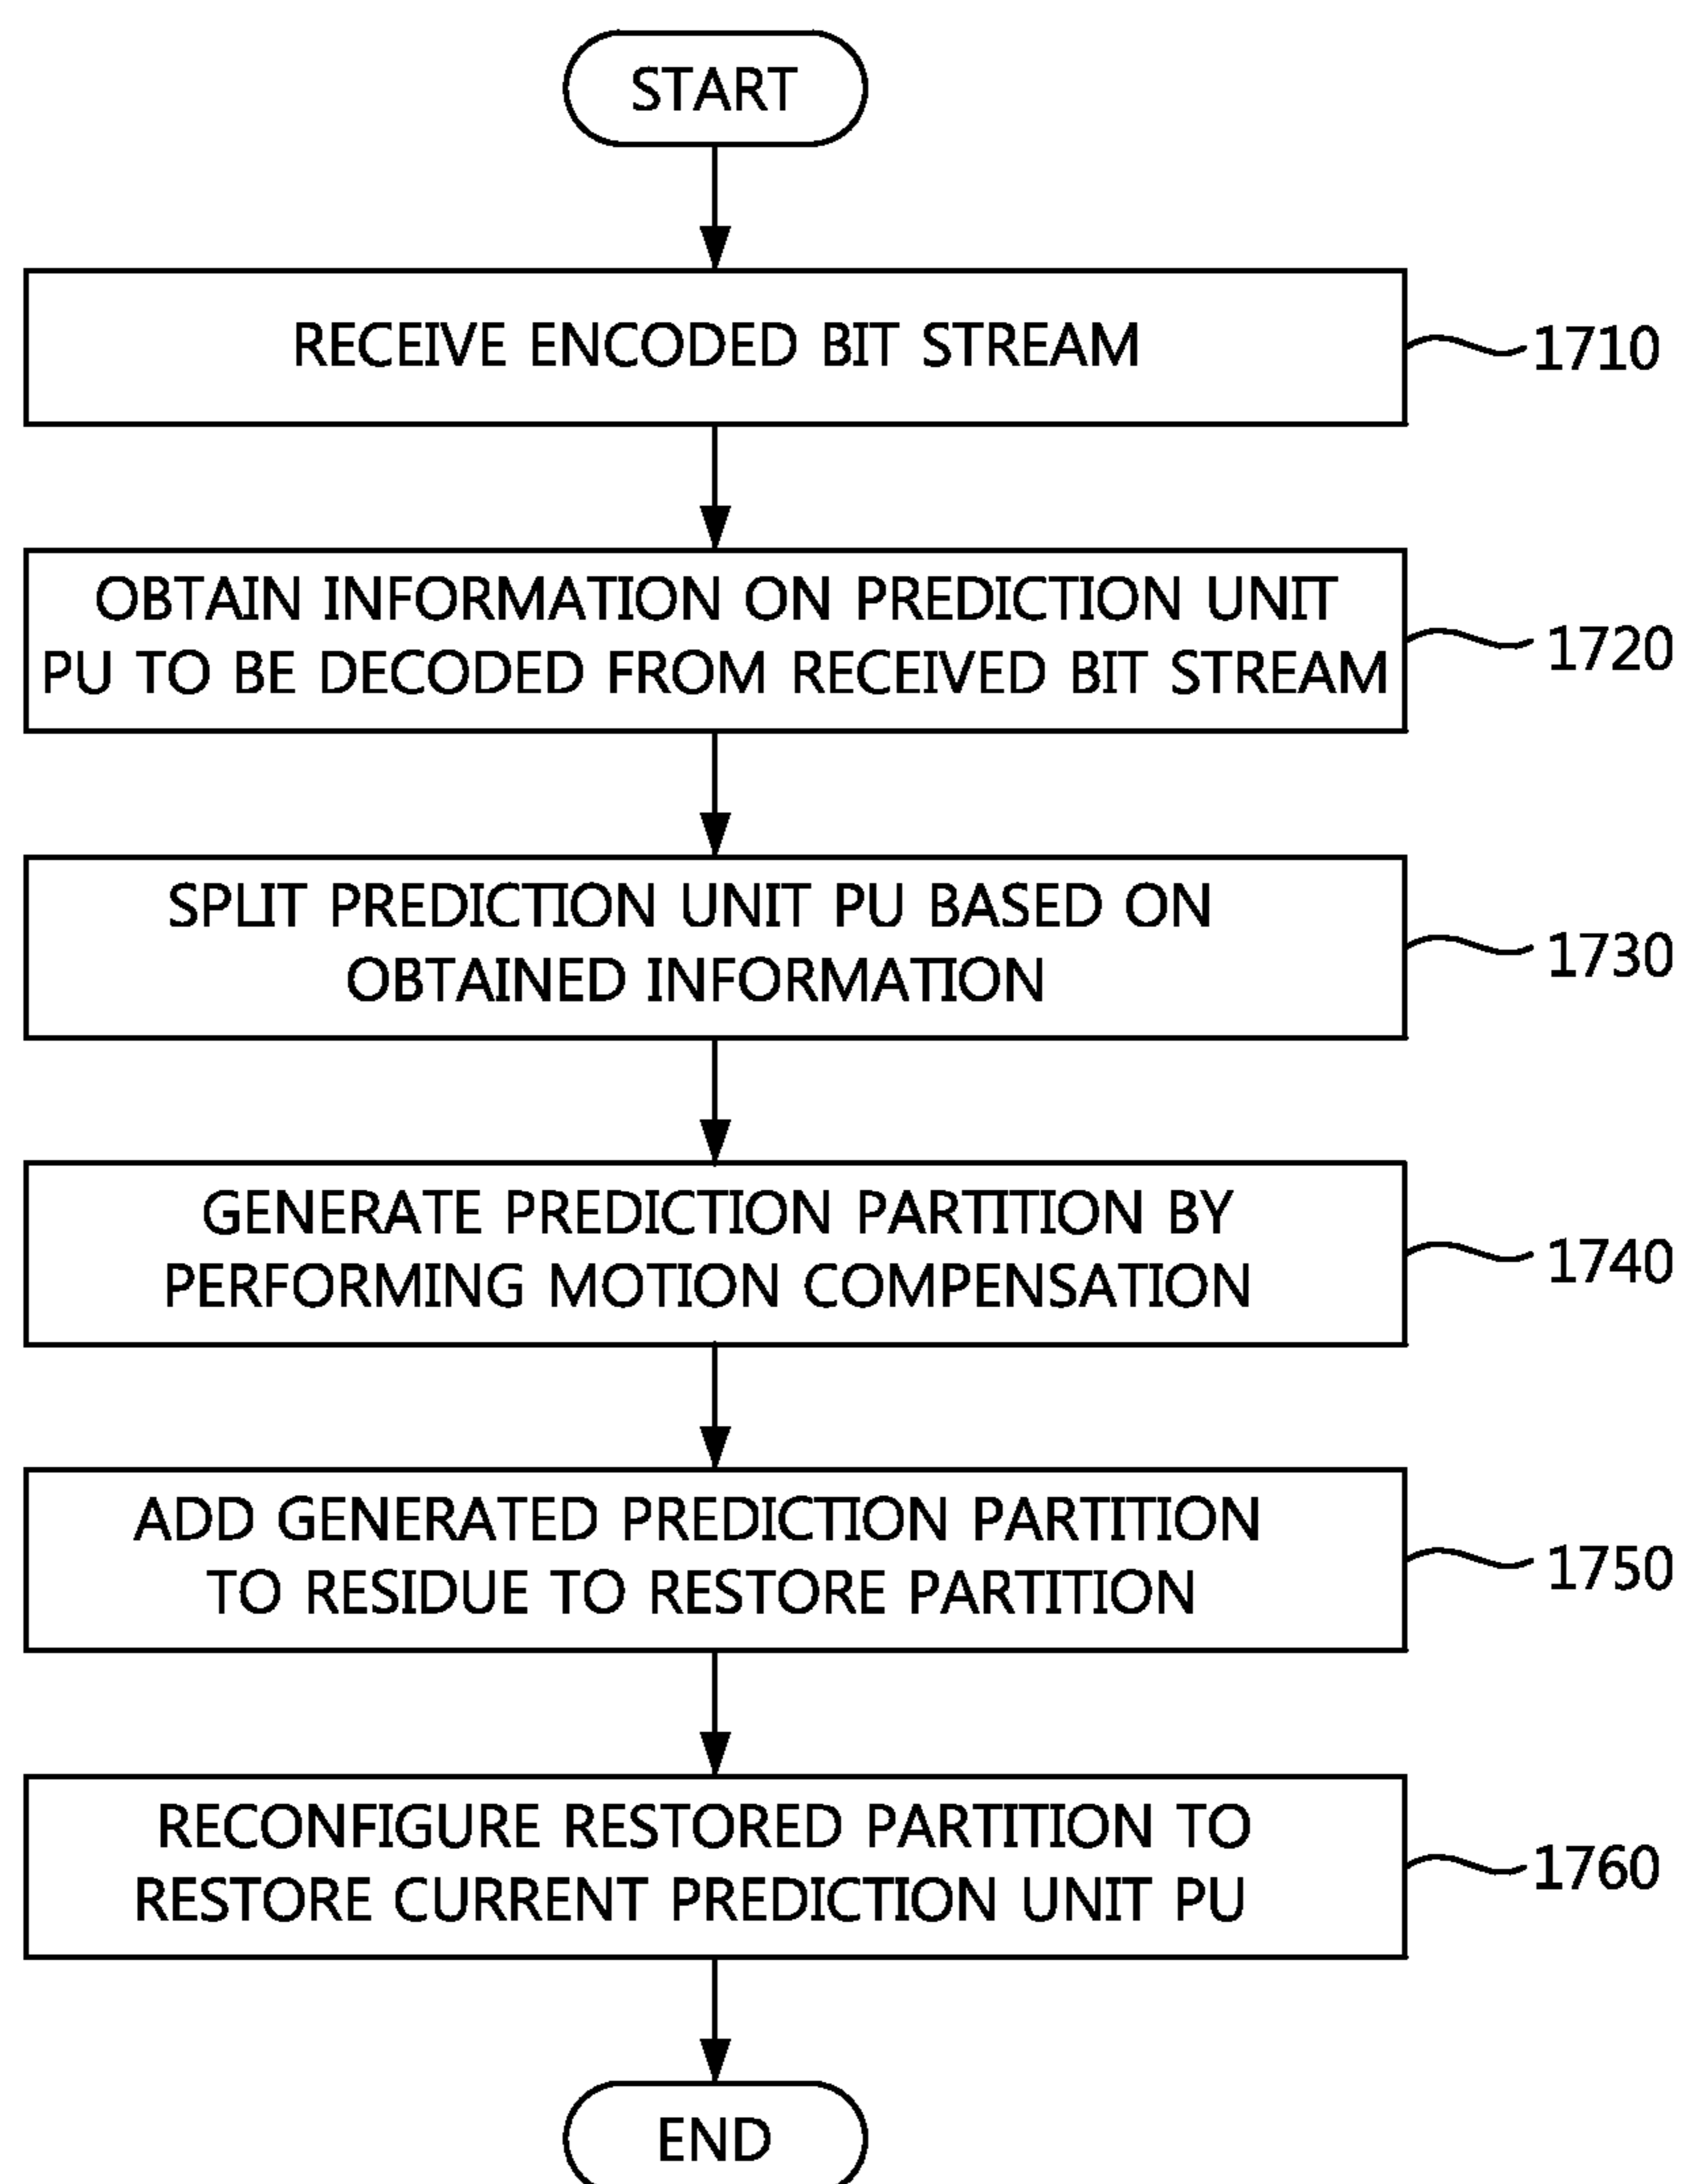 START
RECEIVE ENCODED BIT STREAM
1710
OBTAIN INFORMATION ON PREDICTION UNIT
PU TO BE DECODED FROM RECEIVED BIT STREAM
1720
SPLIT PREDICTION UNIT PU BASED ON
OBTAINED INFORMATION
1730
GENERATE PREDICTION PARTITION BY
PERFORMING MOTION COMPENSATION
1740
ADD GENERATED PREDICTION PARTITION
TO RESIDUE TO RESTORE PARTITION
1750
RECONFIGURE RESTORED PARTITION TO
RESTORE CURRENT PREDICTION UNIT PU
1760
END